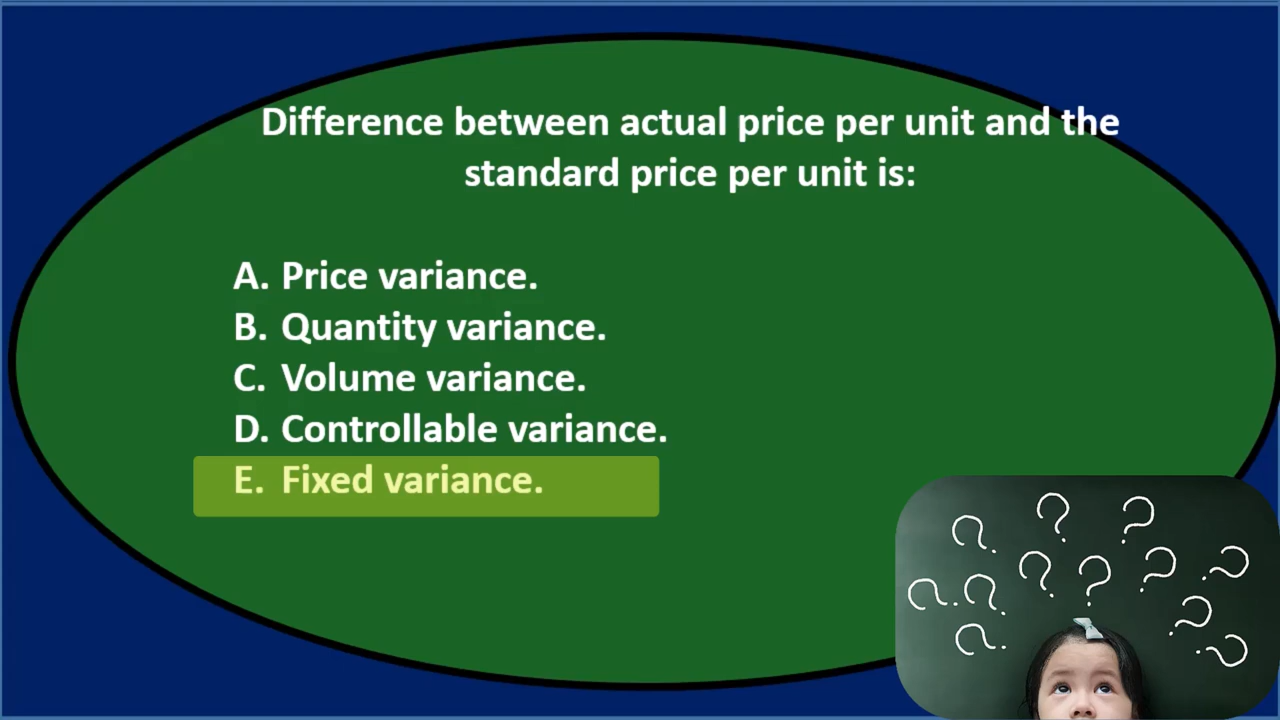 Difference between actual price per unit and the
standard price per unit is:
A. Price variance.
B. Quantity variance.
C. Volume variance.
D. Controllable variance.
E. Fixed variance.